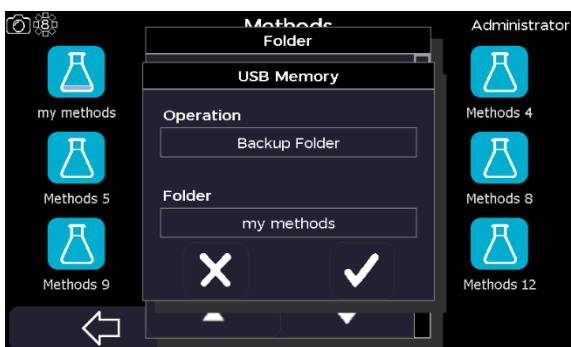 8
Methods
Administrator
Folder
USB Memory
my methods
Methods 4
Operation
Backup Folder
Methods 5
Methods 8
Folder
my methods
Methods 9
Methods 12